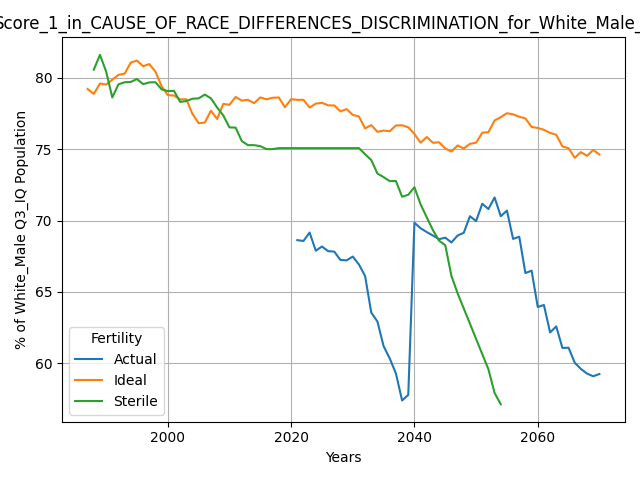 Score_1_in_CAUSE_OF_RACE_DIFFERENCES_DISCRIMINATION_for_White_Male_
% of White_Male Q3_IQ Population
80
75
70
65
60
Fertility
Actual
Ideal
Sterile
2000
2020
2040
2060
Years